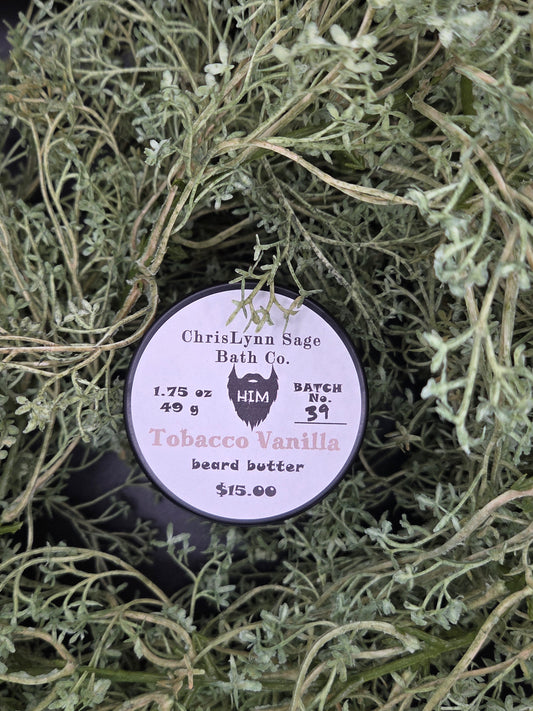 ChrisLynn Sage
Bath Co.
1.75 oz
49 g
HIM
BATCH
No.
39
Tobacco Vanilla
beard butter
$15.00